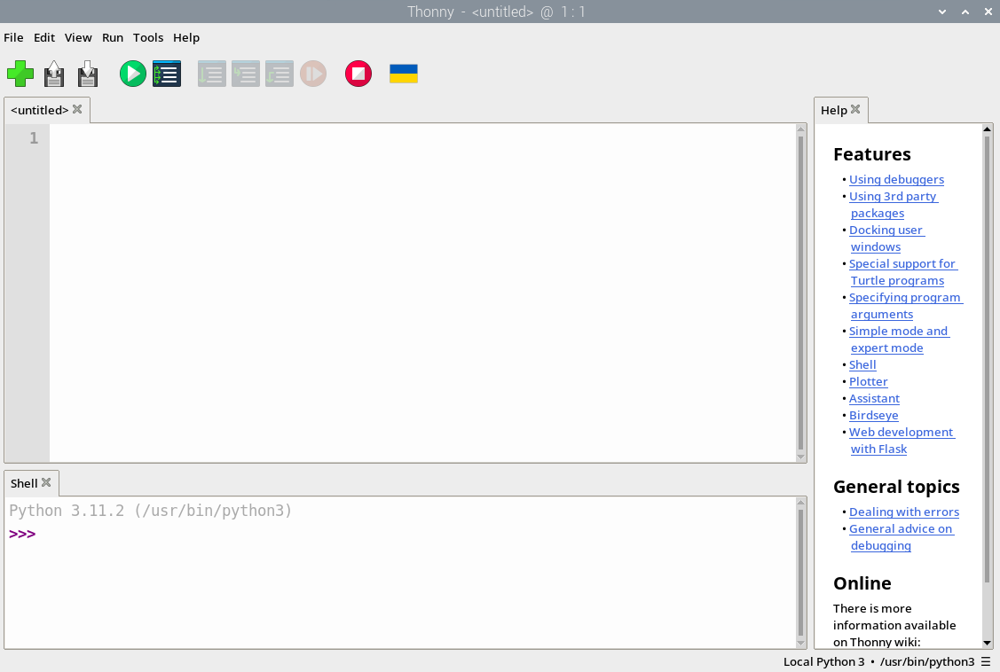 Thonny - <untitled> @ 1 : 1
File Edit View Run Tools Help
<untitled>
1
Shell
Python 3.11.2 (/usr/bin/python3)
>>>
Help
Features
• Using debuggers
• Using 3rd party
packages
• Docking user
windows
• Special support for
Turtle programs
• Specifying program
arguments
• Simple mode and
expert mode
• Shell
• Plotter
• Assistant
• Birdseye
• Web development
with Flask
General topics
• Dealing with errors
• General advice on
debugging
Online
There is more
information available
on Thonny wiki:
Local Python 3 • /usr/bin/python3 ☰